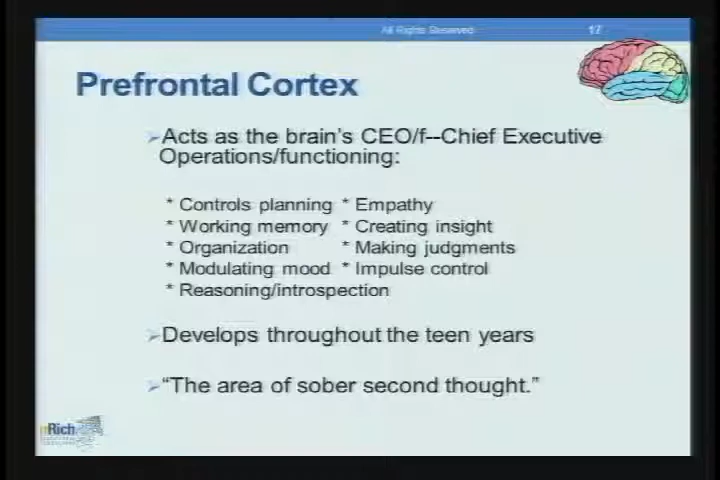 All Rights Reserved 17
Prefrontal Cortex
➢Acts as the brain's CEO/f--Chief Executive
Operations/functioning:
* Controls planning * Empathy
* Working memory * Creating insight
* Organization * Making judgments
* Modulating mood * Impulse control
* Reasoning/introspection
➢Develops throughout the teen years
➢"The area of sober second thought."
nRich